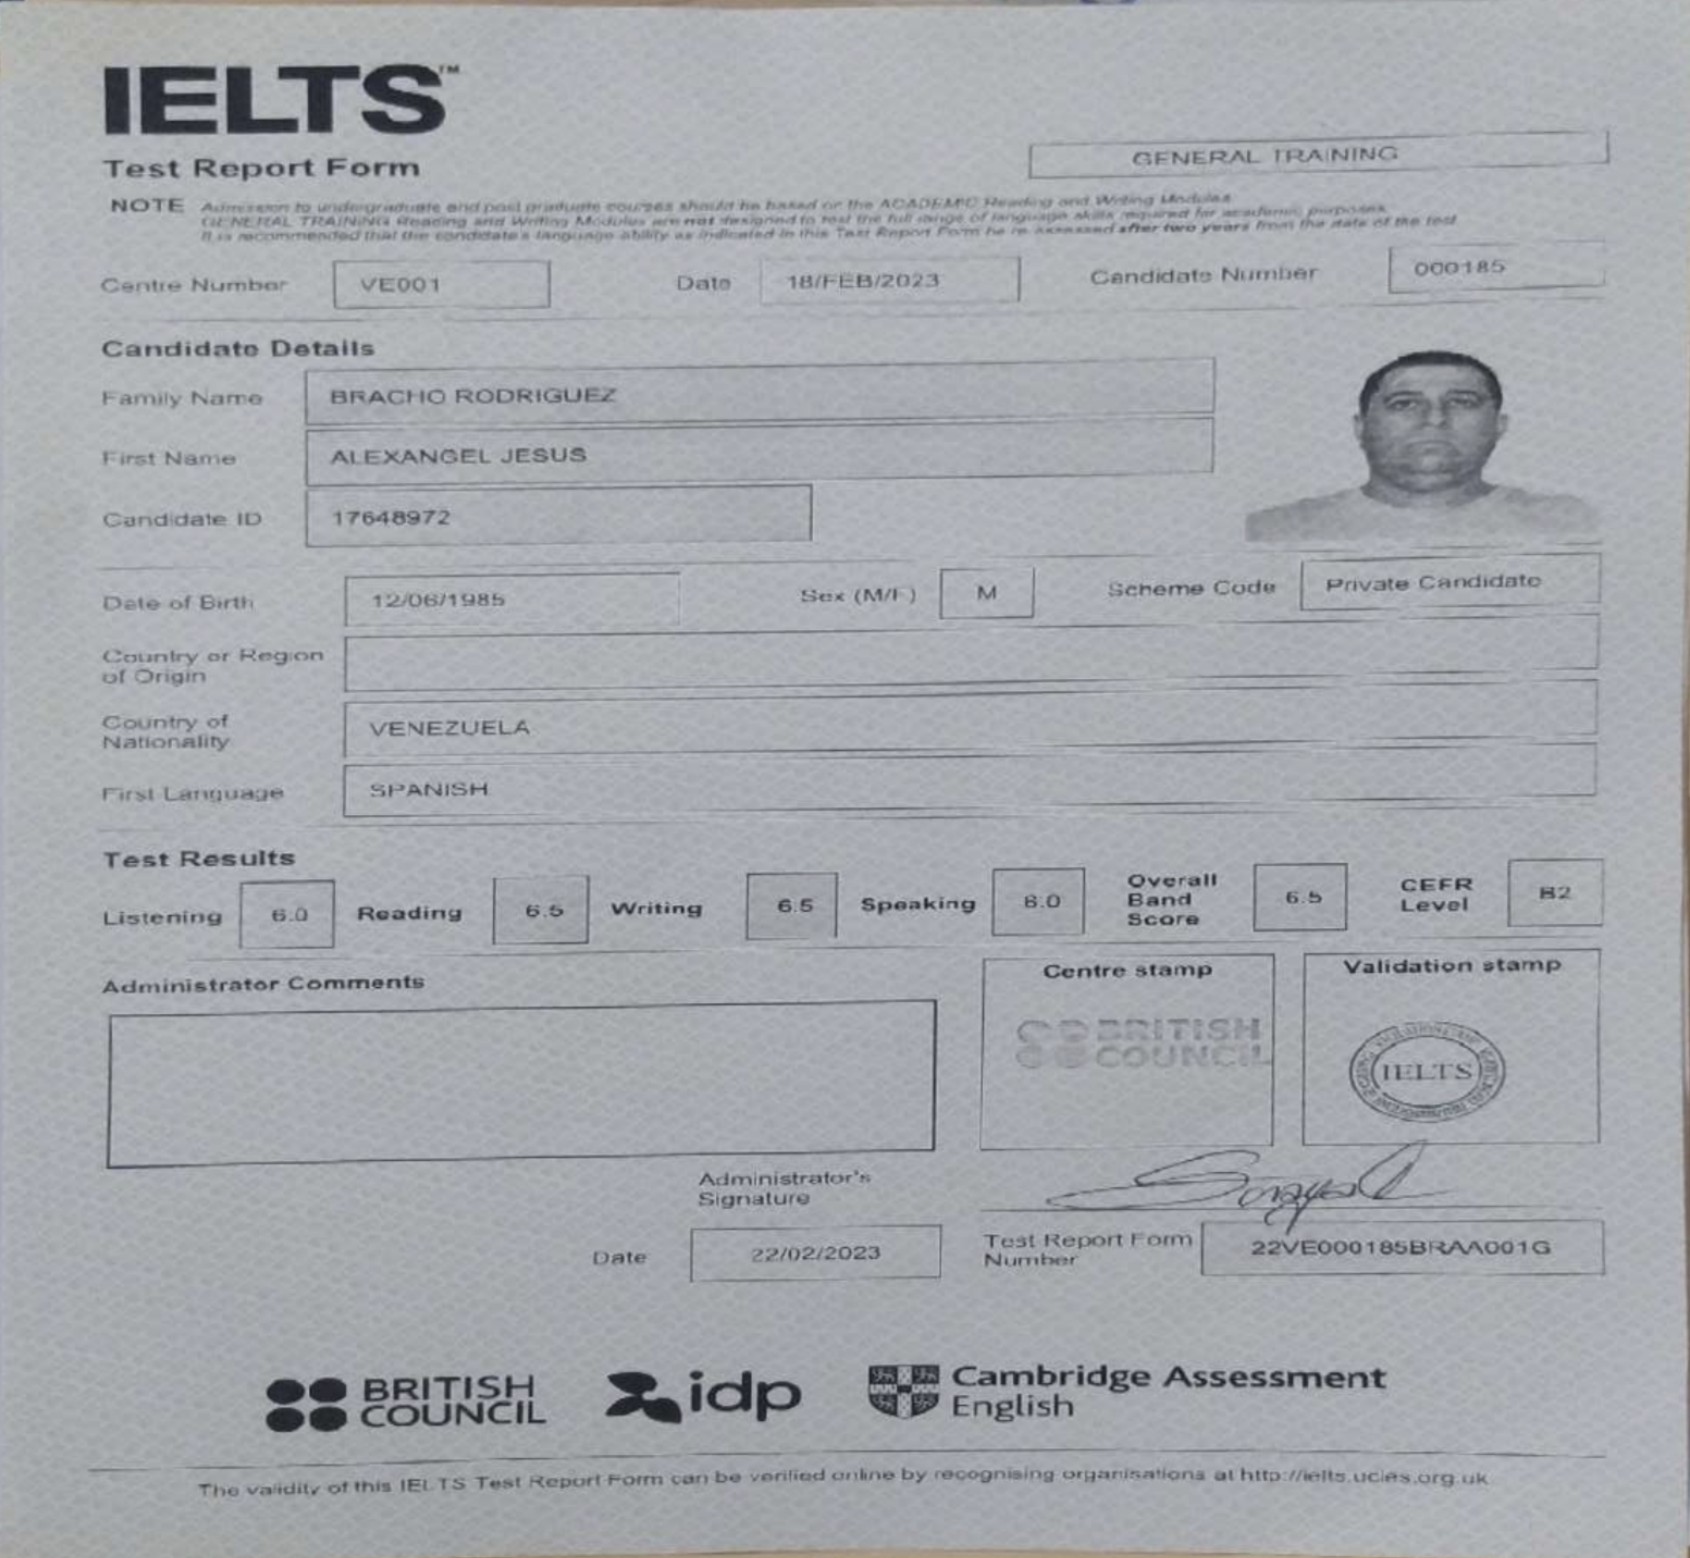 IELTS™
Test Report Form
GENERAL TRAINING
NOTE Admission to undergraduate and post graduate courses should be based on the ACADEMIC Reading and Writing Modules.
GENERAL TRAINING Reading and Writing Modules are not designed to test the full range of language skills required for academic purposes.
It is recommended that the candidate's language ability as indicated in this Test Report Form be re-assessed after two years from the date of the test
Centre Number VE001 Date 18/FEB/2023 Candidate Number 000185
Candidate Details
Family Name BRACHO RODRIGUEZ
First Name ALEXANGEL JESUS
Candidate ID 17648972
Date of Birth 12/06/1985 Sex (M/F) M Scheme Code Private Candidate
Country or Region
of Origin
Country of
Nationality VENEZUELA
First Language SPANISH
Test Results
Listening 6.0 Reading 6.5 Writing 6.5 Speaking 6.0 Overall Band Score 6.5 CEFR Level B2
Administrator Comments
Centre stamp
Validation stamp
BRITISH
COUNCIL
IELTS
Administrator's
Signature
Date 22/02/2023
Test Report Form
Number 22VE000185BRAA001G
BRITISH
COUNCIL
idp
Cambridge Assessment
English
The validity of this IELTS Test Report Form can be verified online by recognising organisations at http://ielts.ucles.org.uk